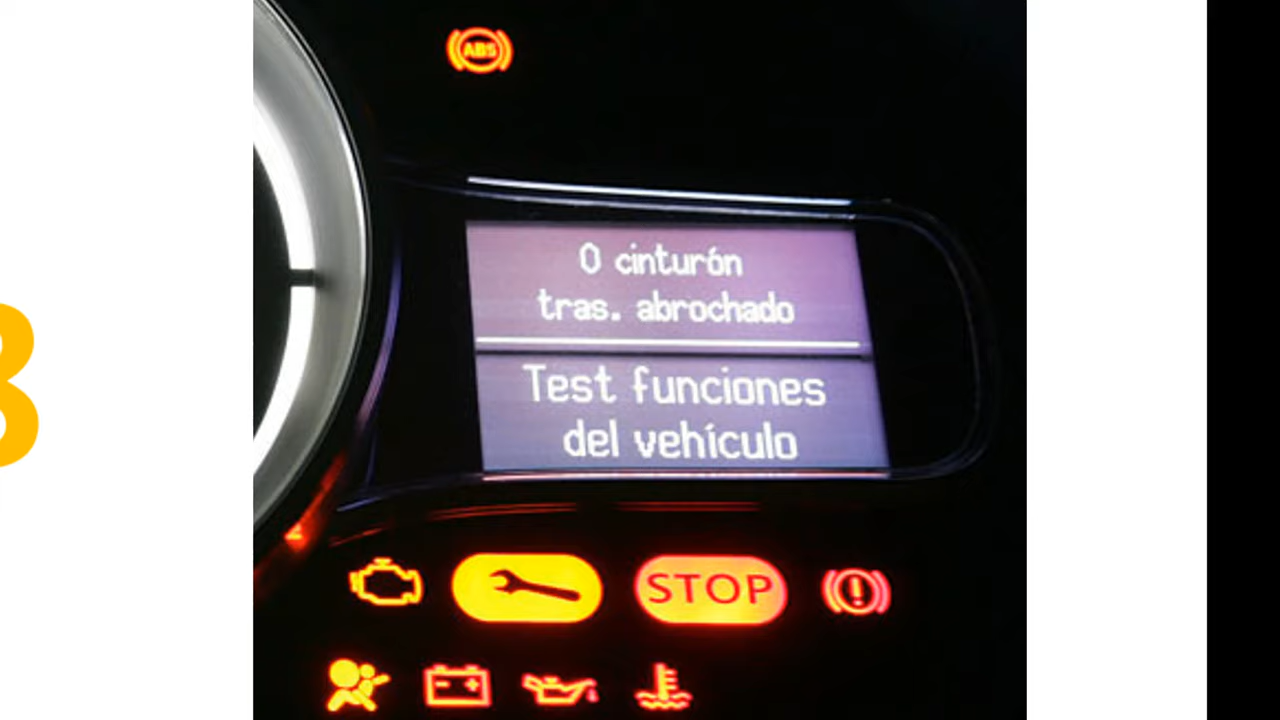 ABS
0 cinturón
tras. abrochado
Test funciones
del vehículo
STOP